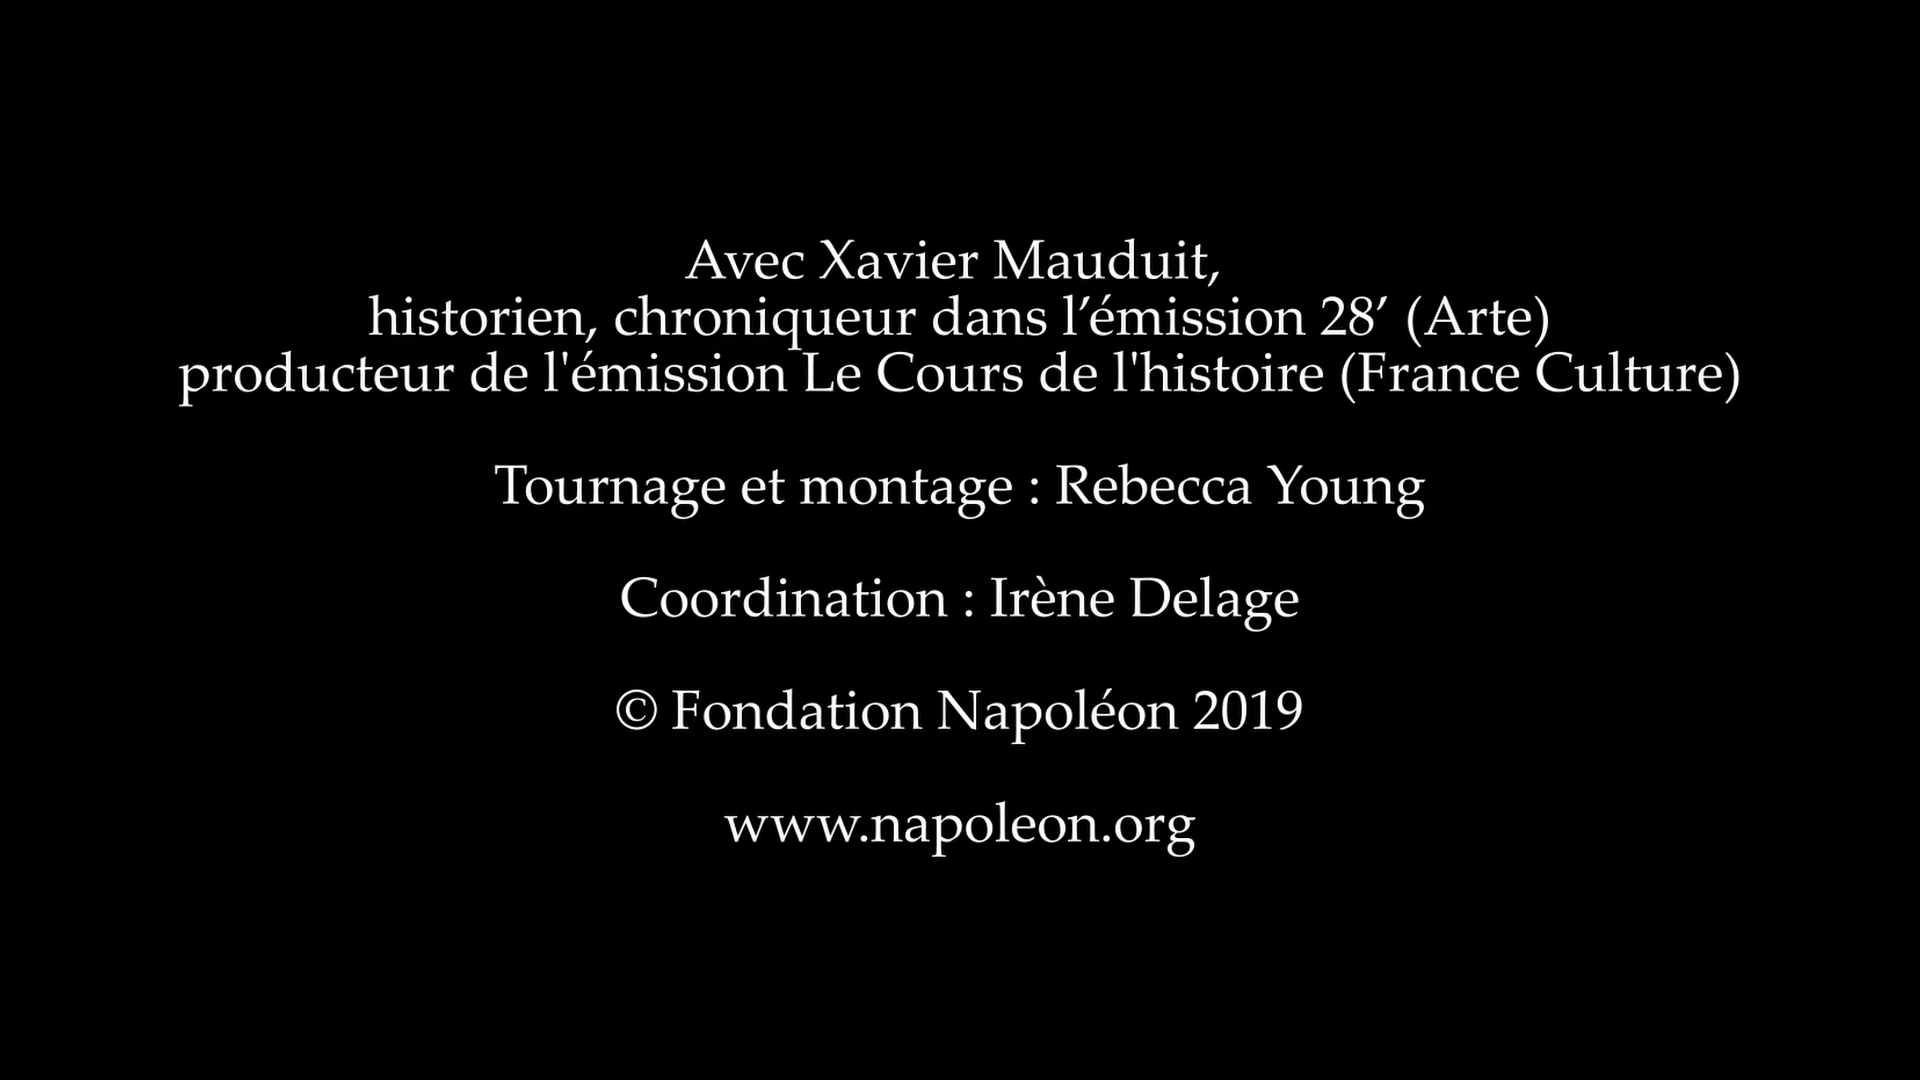 Avec Xavier Mauduit,
historien, chroniqueur dans l’émission 28’ (Arte)
producteur de l'émission Le Cours de l'histoire (France Culture)
Tournage et montage : Rebecca Young
Coordination : Irène Delage
© Fondation Napoléon 2019
www.napoleon.org